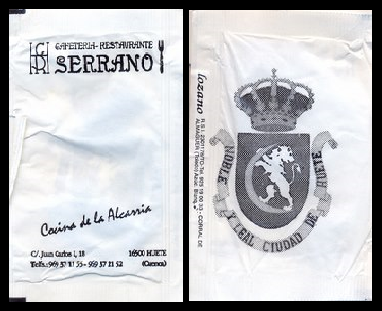 CAFETERIA-RESTAURANTE
SERRANO
Cocina de la Alcarria
C/. Juan Carlos I, 18
16500 HUETE
(Cuenca)
lozano
NOBLE Y LEAL CIUDAD DE HUETE